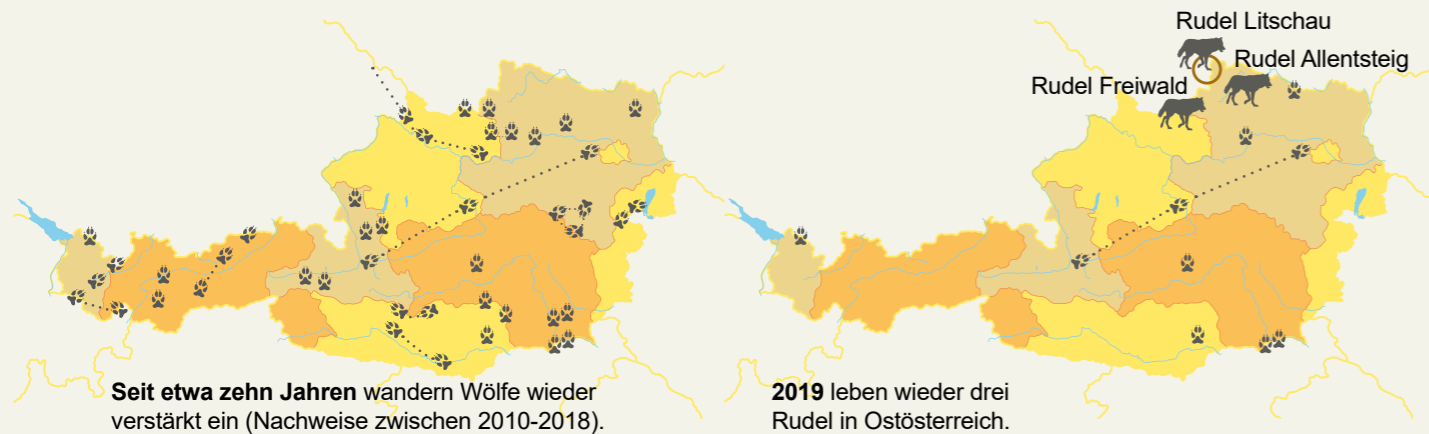 Rudel Litschau
Rudel Allentsteig
Rudel Freiwald
Seit etwa zehn Jahren wandern Wölfe wieder
verstärkt ein (Nachweise zwischen 2010-2018).
2019 leben wieder drei
Rudel in Ostösterreich.